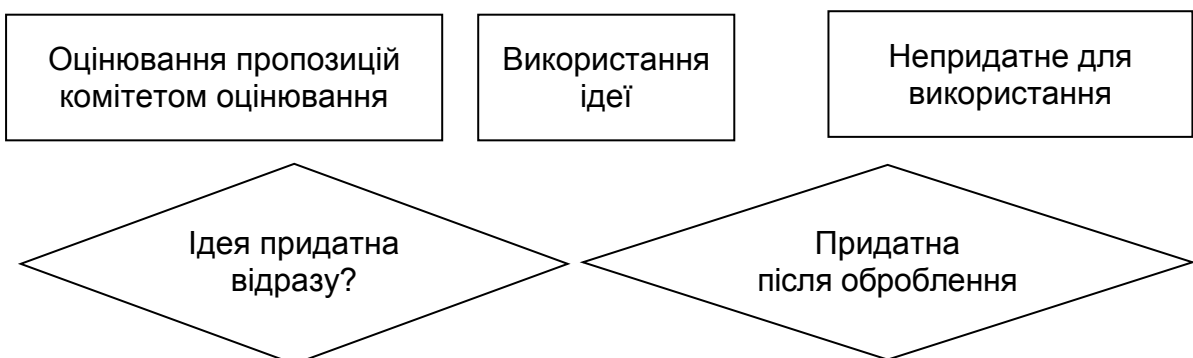 Оцінювання пропозицій
комітетом оцінювання
Використання
ідеї
Непридатне для
використання
Ідея придатна
відразу?
Придатна
після оброблення